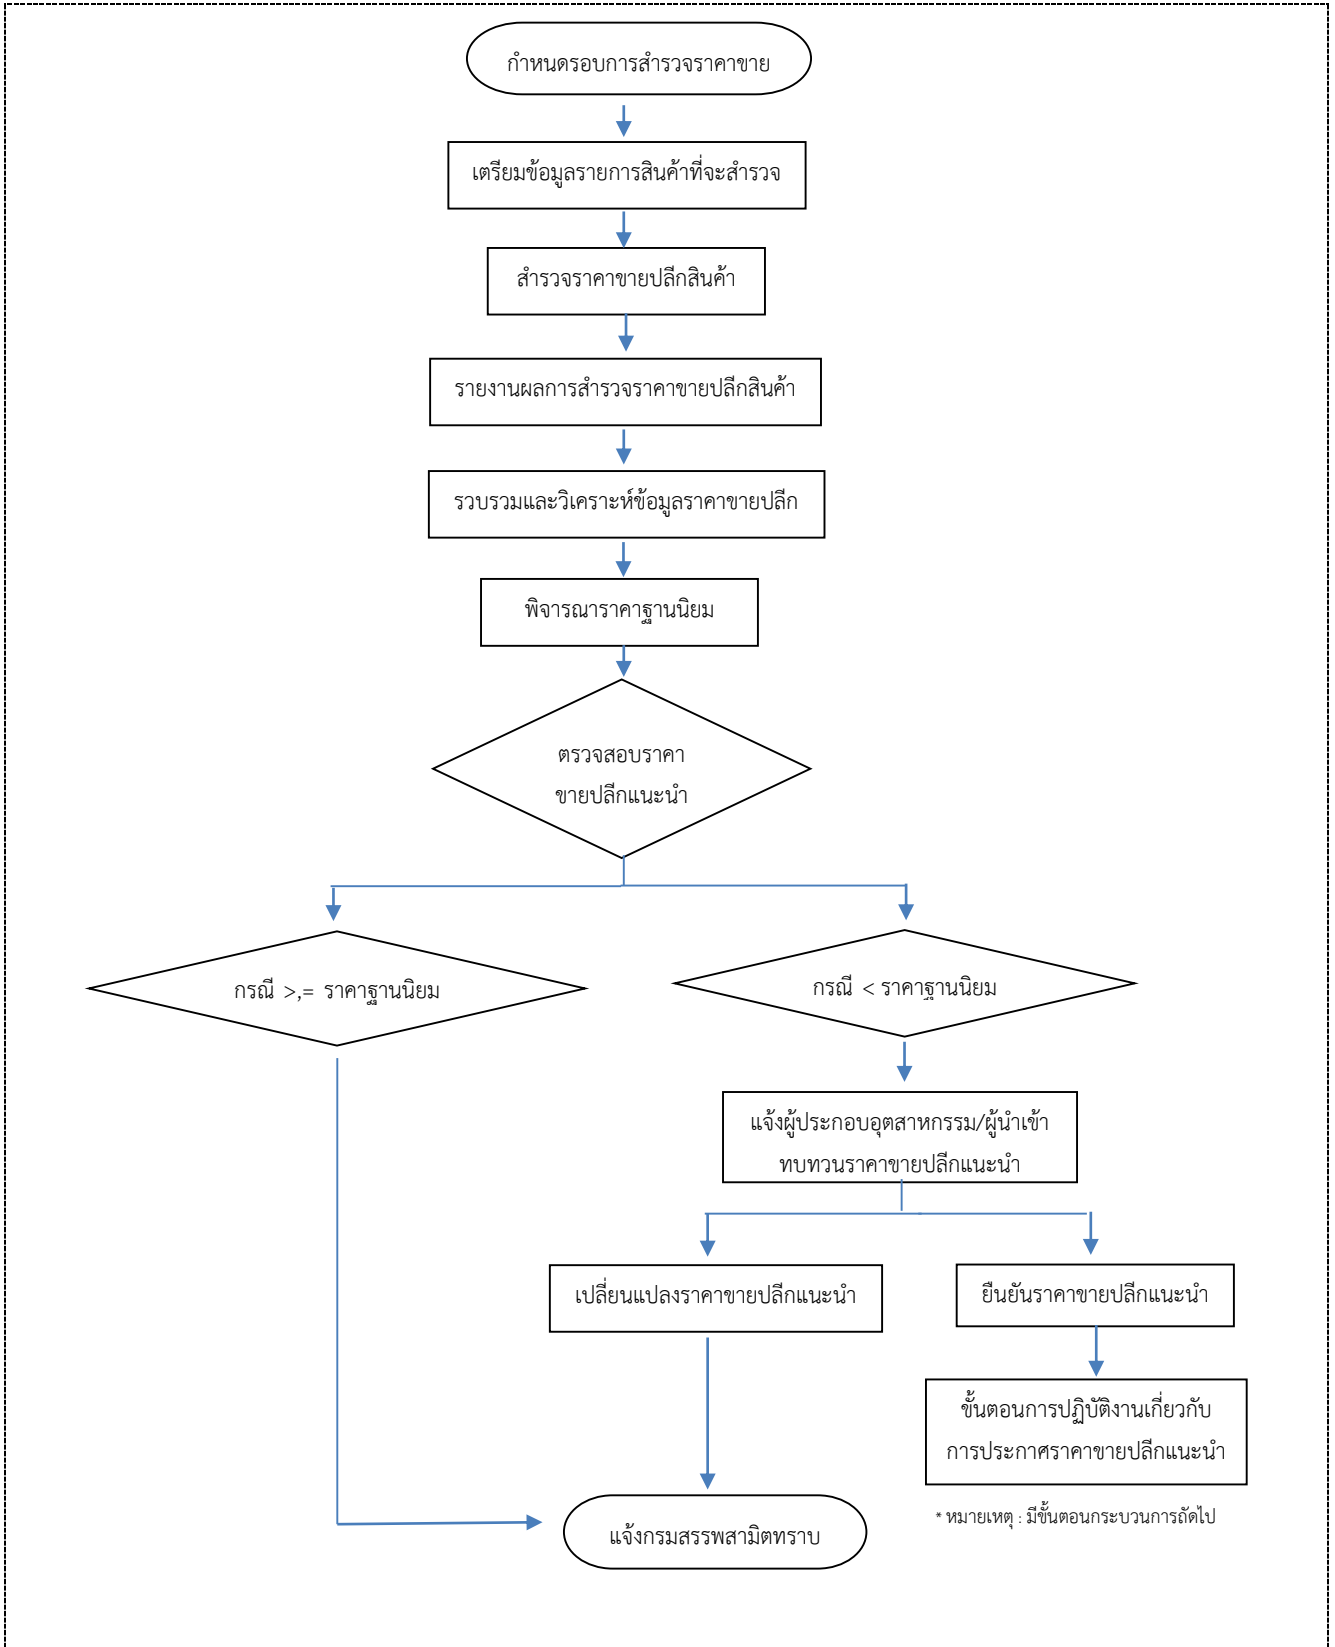 กำหนดรอบการสำรวจราคาขาย
เตรียมข้อมูลรายการสินค้าที่จะสำรวจ
สำรวจราคาขายปลีกสินค้า
รายงานผลการสำรวจราคาขายปลีกสินค้า
รวบรวมและวิเคราะห์ข้อมูลราคาขายปลีก
พิจารณาราคาฐานนิยม
ตรวจสอบราคา
ขายปลีกแนะนำ
กรณี >,= ราคาฐานนิยม
กรณี < ราคาฐานนิยม
แจ้งผู้ประกอบอุตสาหกรรม/ผู้นำเข้า
ทบทวนราคาขายปลีกแนะนำ
เปลี่ยนแปลงราคาขายปลีกแนะนำ
ยืนยันราคาขายปลีกแนะนำ
ขั้นตอนการปฏิบัติงานเกี่ยวกับ
การประกาศราคาขายปลีกแนะนำ
* หมายเหตุ : มีขั้นตอนกระบวนการถัดไป
แจ้งกรมสรรพสามิตทราบ